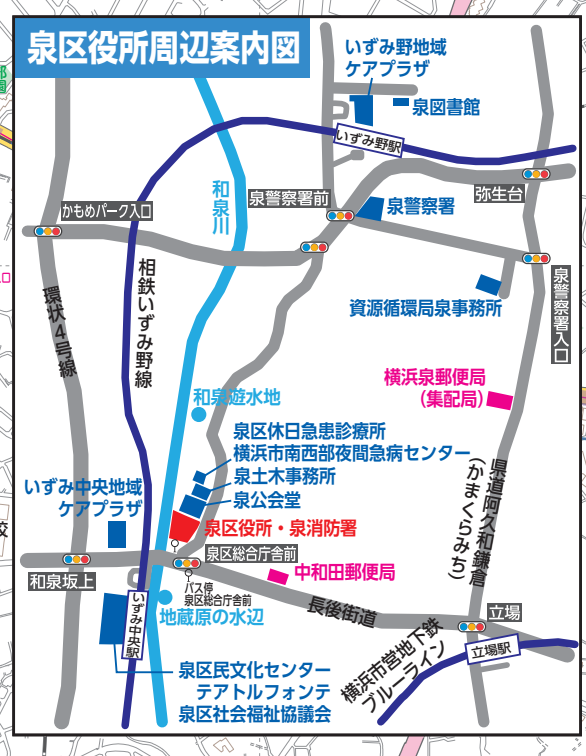 泉区役所周辺案内図
いずみ野地域
ケアプラザ
泉図書館
いずみ野駅
和泉川
泉警察署前
泉警察署
弥生台
かもめパーク入口
環状4号線
相鉄いずみ野線
資源循環局泉事務所
泉警察署入口
横浜泉郵便局
(集配局)
和泉遊水地
泉区休日急患診療所
横浜市南西部夜間急病センター
泉土木事務所
泉公会堂
いずみ中央地域
ケアプラザ
県道阿久和鎌倉
(かまくらみち)
泉区役所・泉消防署
泉区総合庁舎前
和泉坂上
バス停
泉区総合庁舎前
中和田郵便局
地蔵原の水辺
長後街道
立場
いずみ中央駅
横浜市営地下鉄
ブルーライン
立場駅
泉区民文化センター
テアトルフォンテ
泉区社会福祉協議会
校